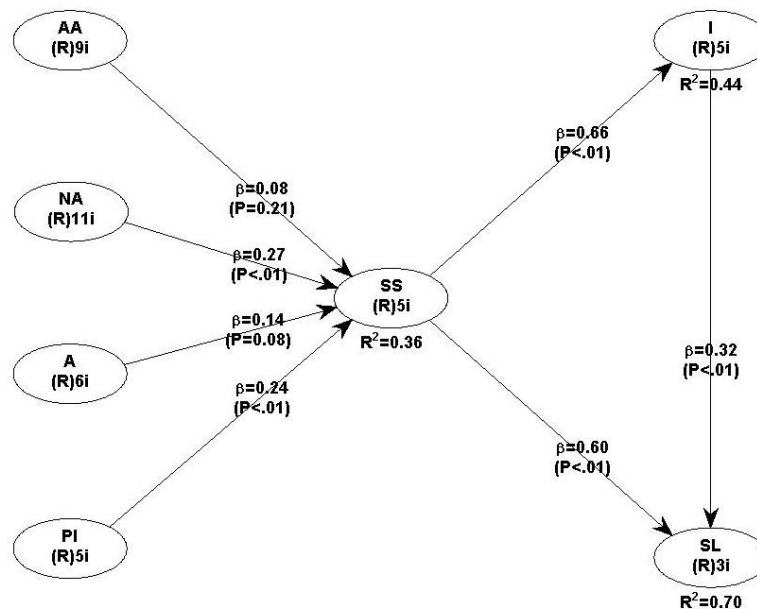 AA
(R)9i
I
(R)5i
R²=0.44
β=0.66
(P<.01)
β=0.08
(P=0.21)
NA
(R)11i
β=0.27
(P<.01)
SS
(R)5i
R²=0.36
β=0.14
(P=0.08)
A
(R)6i
β=0.32
(P<.01)
β=0.24
(P<.01)
β=0.60
(P<.01)
PI
(R)5i
SL
(R)3i
R²=0.70